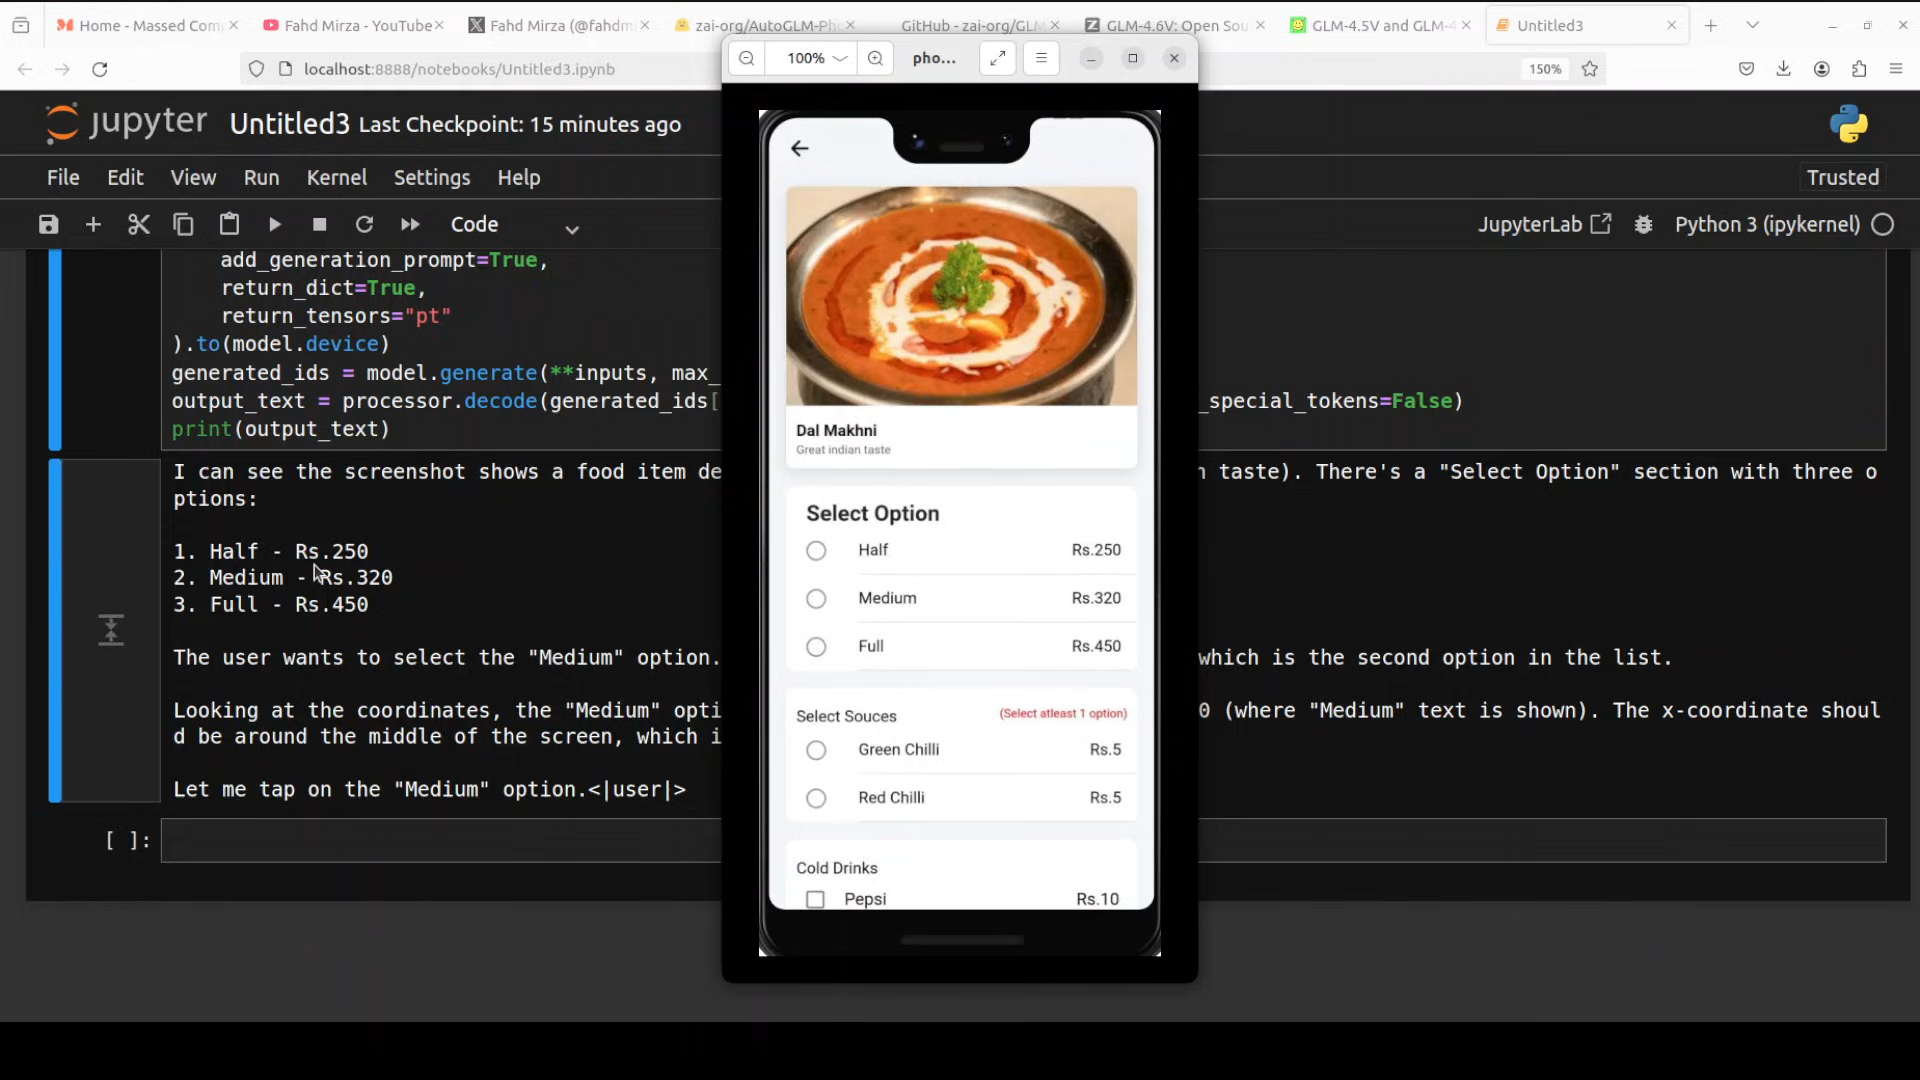 Home - Massed Com
Fahd Mirza - YouTube
Fahd Mirza (@fahdm
zai-org/AutoGLM-Pho
GitHub - zai-org/GLM
GLM-4.6V: Open Sou
GLM-4.5V and GLM-4
Untitled3
localhost:8888/notebooks/Untitled3.ipynb
150%
jupyter Untitled3 Last Checkpoint: 15 minutes ago
File Edit View Run Kernel Settings Help
Trusted
Code
JupyterLab
Python 3 (ipykernel)
add_generation_prompt=True,
return_dict=True,
return_tensors="pt"
).to(model.device)
generated_ids = model.generate(**inputs, max_
output_text = processor.decode(generated_ids[
_special_tokens=False)
print(output_text)
I can see the screenshot shows a food item de
n taste). There's a "Select Option" section with three o
ptions:
1. Half - Rs.250
2. Medium - Rs.320
3. Full - Rs.450
The user wants to select the "Medium" option.
which is the second option in the list.
Looking at the coordinates, the "Medium" opti
0 (where "Medium" text is shown). The x-coordinate shoul
d be around the middle of the screen, which i
Let me tap on the "Medium" option.<|user|>
[ ]:
100%
pho...
Dal Makhni
Great indian taste
Select Option
Half Rs.250
Medium Rs.320
Full Rs.450
Select Souces (Select atleast 1 option)
Green Chilli Rs.5
Red Chilli Rs.5
Cold Drinks
Pepsi Rs.10